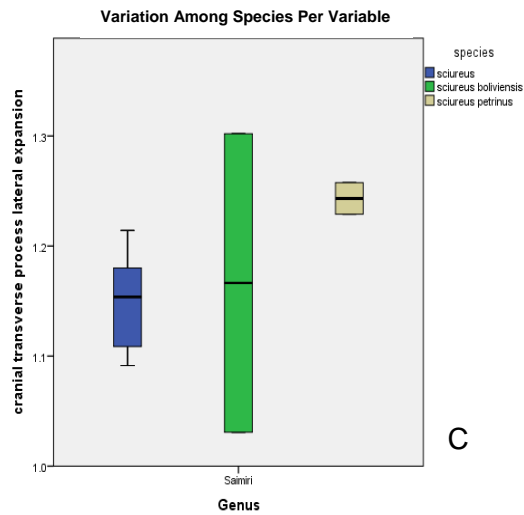 Variation Among Species Per Variable
species
sciureus
sciureus boliviensis
sciureus petrinus
cranial transverse process lateral expansion
1.3
1.2
1.1
1.0
C
Saimiri
Genus